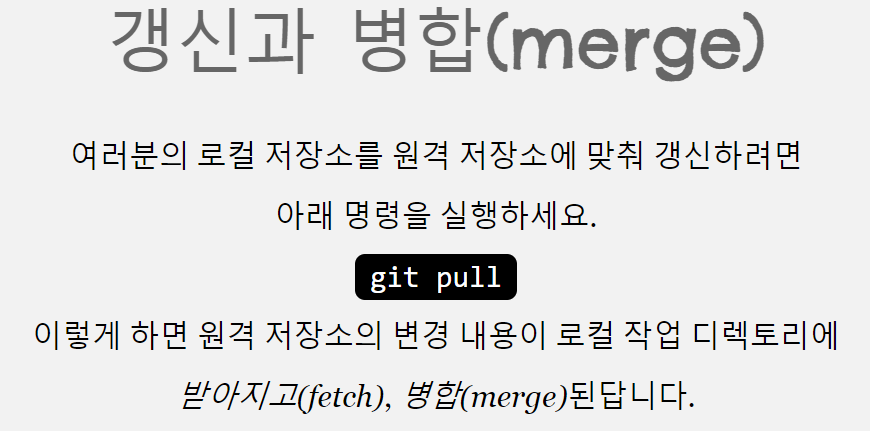 갱신과 병합(merge)
여러분의 로컬 저장소를 원격 저장소에 맞춰 갱신하려면
아래 명령을 실행하세요.
git pull
이렇게 하면 원격 저장소의 변경 내용이 로컬 작업 디렉토리에
받아지고(fetch), 병합(merge)된답니다.